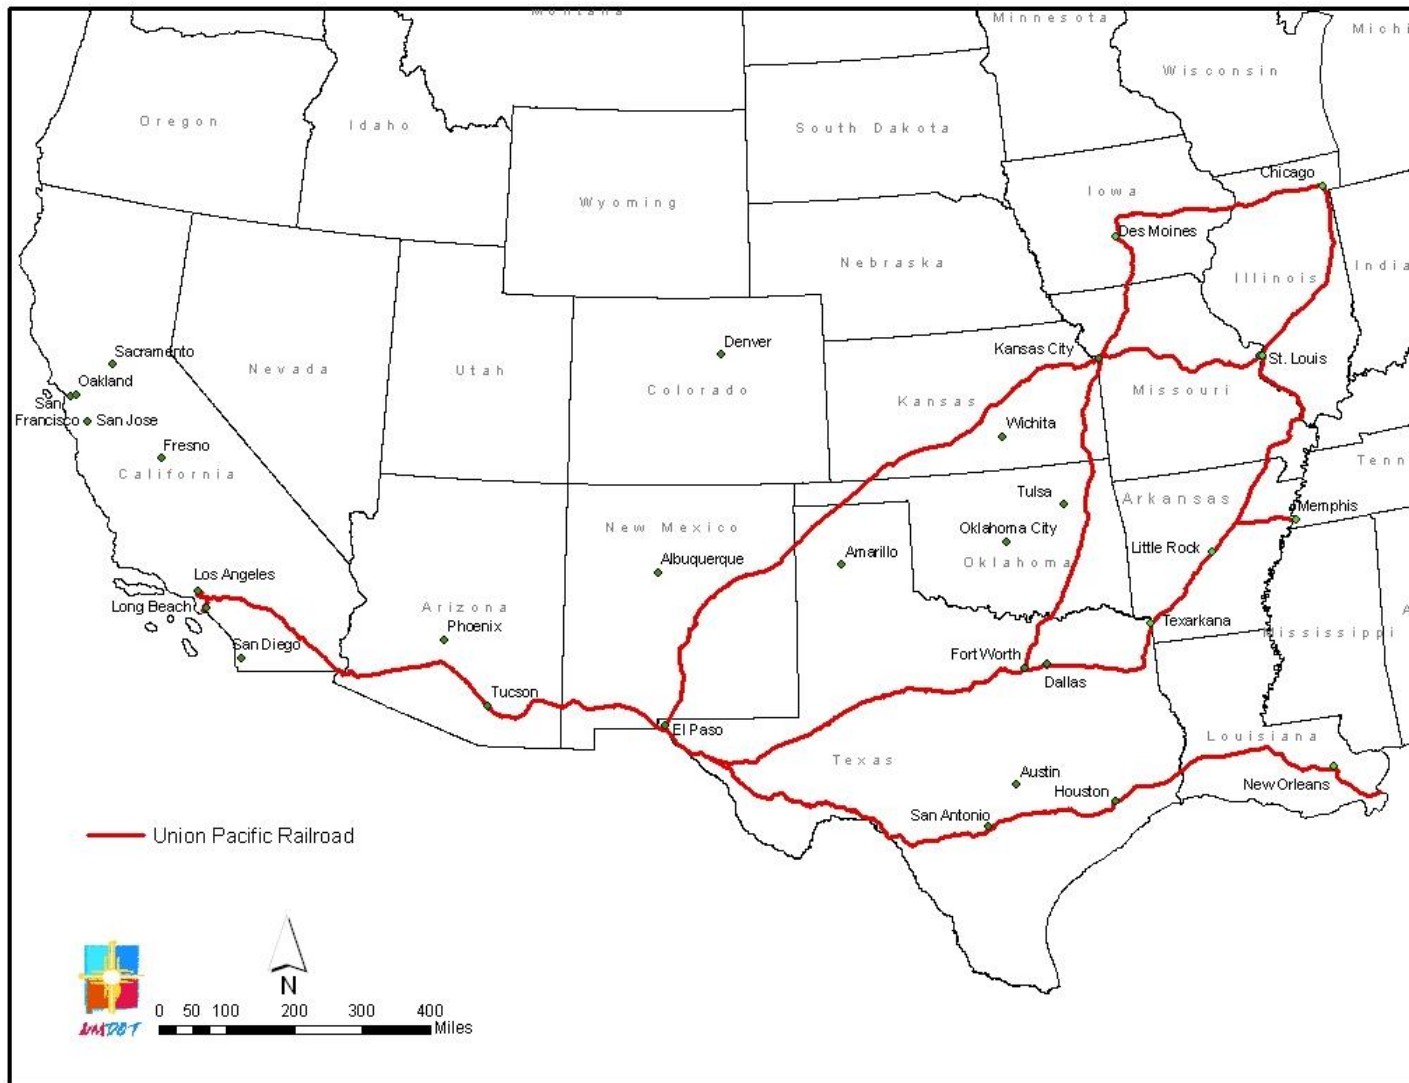 Montana
Minnesota
Michi
Wisconsin
Oregon
Idaho
South Dakota
Chicago
Iowa
Wyoming
Des Moines
Nebraska
Illinois
India
Sacramento
Denver
Kansas City
St. Louis
Nevada
Utah
Colorado
Missouri
Oakland
San
Francisco
San Jose
Kansas
Wichita
Fresno
California
Tenn
Tulsa
Arkansas
Memphis
New Mexico
Oklahoma City
Albuquerque
Amarillo
Oklahoma
Little Rock
Los Angeles
Long Beach
Arizona
Phoenix
A
Texarkana
Mississippi
San Diego
Fort Worth
Dallas
Tucson
El Paso
Louisiana
Texas
Austin
Houston
New Orleans
San Antonio
Union Pacific Railroad
N
0 50 100 200 300 400
Miles
NMDOT